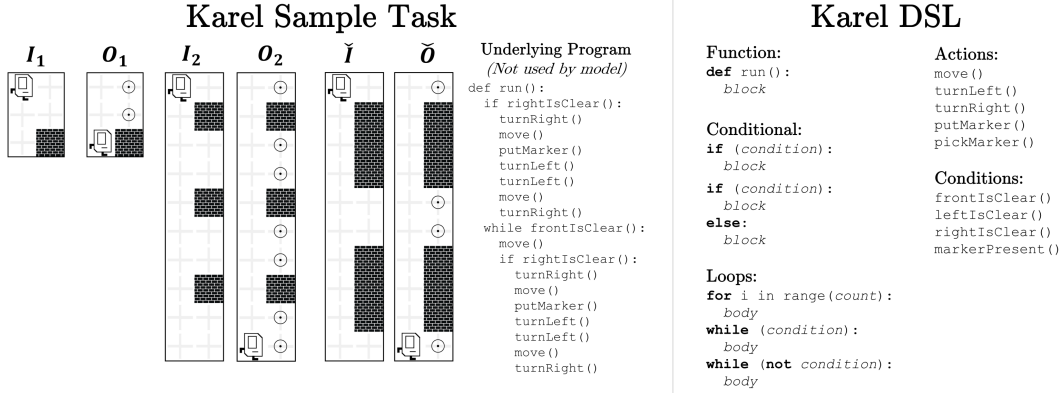 Karel Sample Task
I₁ O₁ I₂ O₂ Ǐ Ǒ
Underlying Program
(Not used by model)
def run():
  if rightIsClear():
    turnRight()
    move()
    putMarker()
    turnLeft()
    turnLeft()
    move()
    turnRight()
  while frontIsClear():
    move()
    if rightIsClear():
      turnRight()
      move()
      putMarker()
      turnLeft()
      turnLeft()
      move()
      turnRight()
Karel DSL
Function:
def run():
  block
Conditional:
if (condition):
  block
if (condition):
  block
else:
  block
Loops:
for i in range(count):
  body
while (condition):
  body
while (not condition):
  body
Actions:
move()
turnLeft()
turnRight()
putMarker()
pickMarker()
Conditions:
frontIsClear()
leftIsClear()
rightIsClear()
markerPresent()